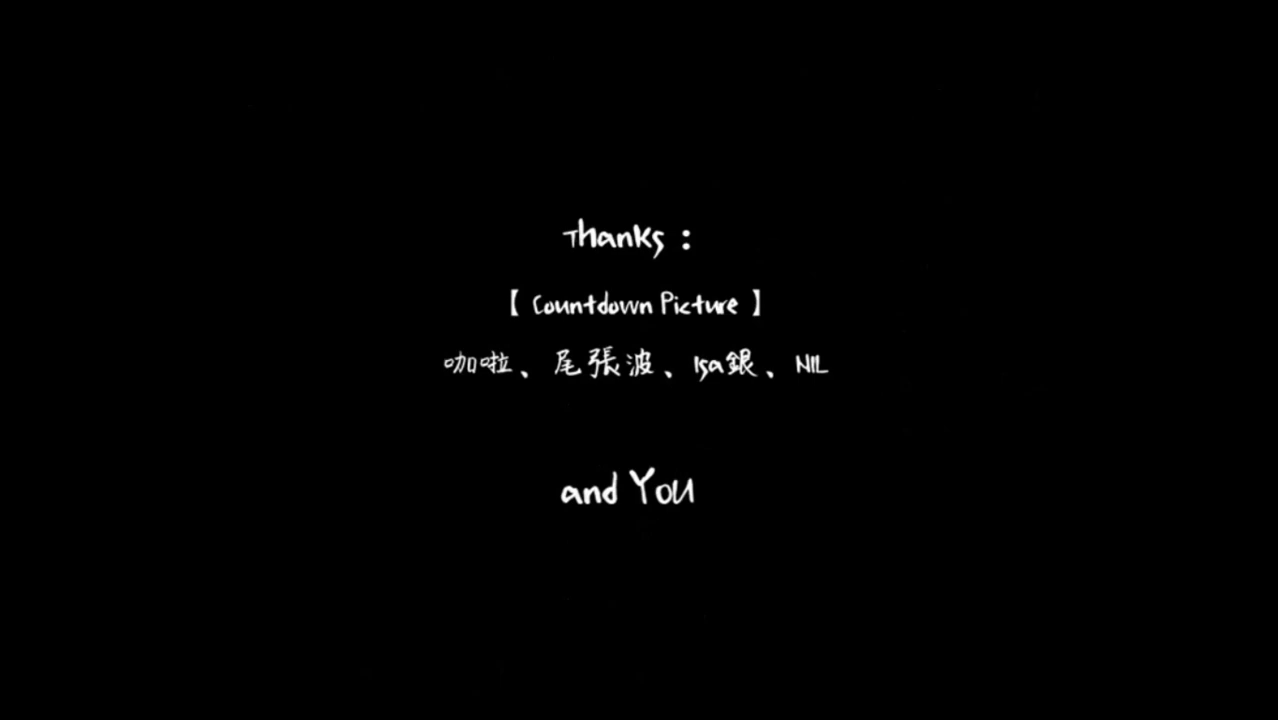 Thanks：
【Countdown Picture】
咖啦、尾張波、Isa銀、NIL
and You